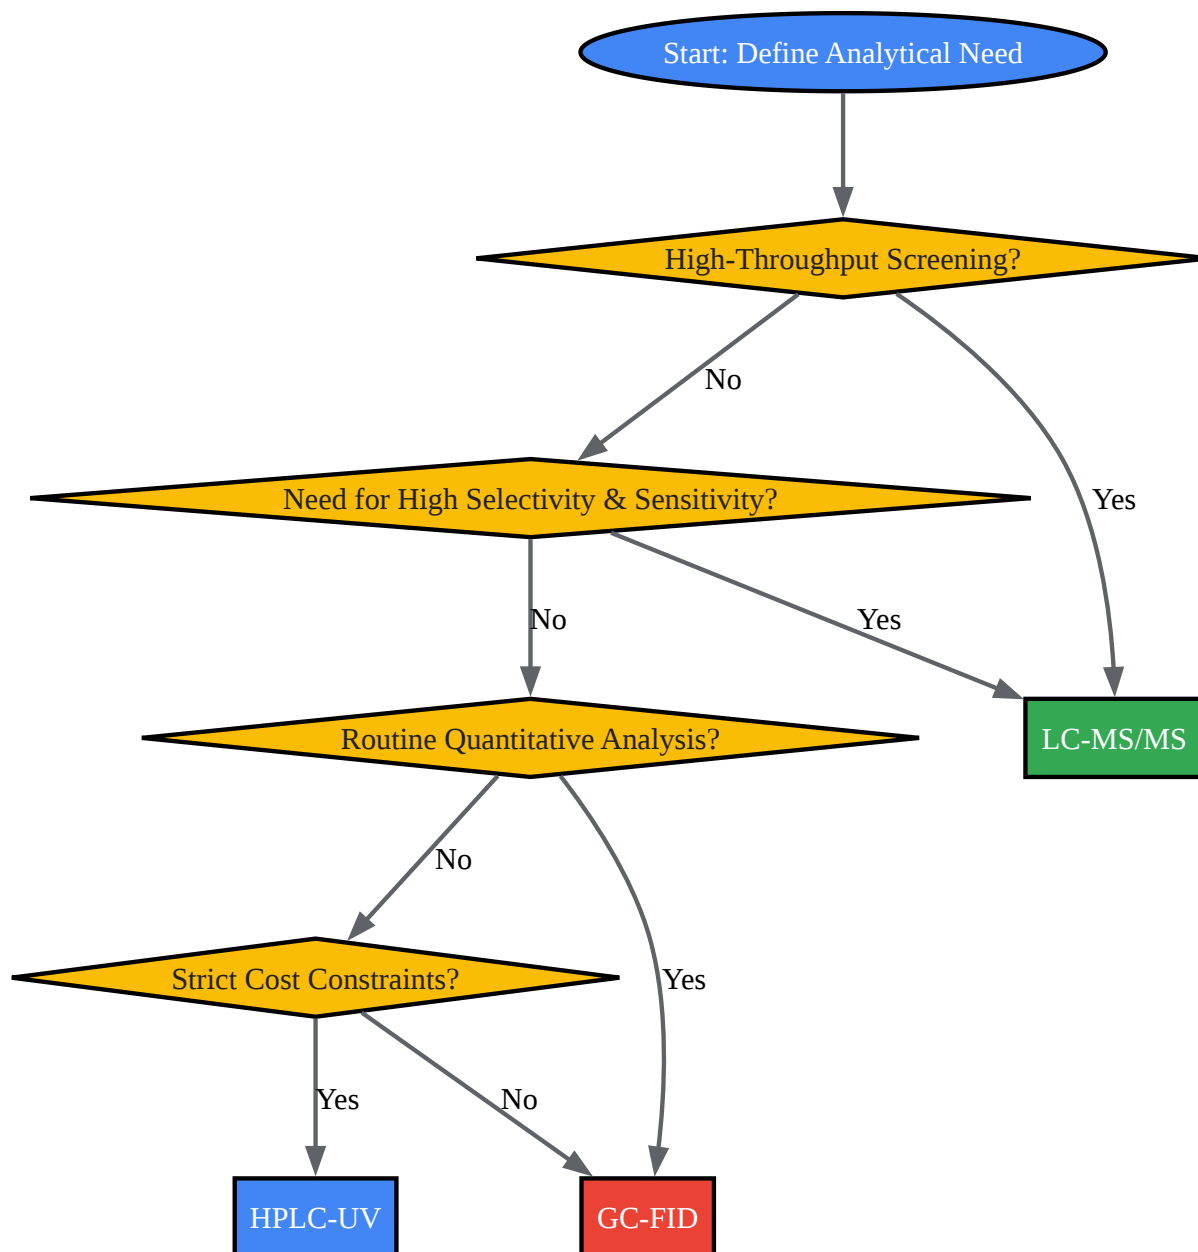 Start: Define Analytical Need
High-Throughput Screening?
No
Need for High Selectivity & Sensitivity?
Yes
No
Yes
Routine Quantitative Analysis?
LC-MS/MS
No
Strict Cost Constraints?
Yes
Yes
No
HPLC-UV
GC-FID